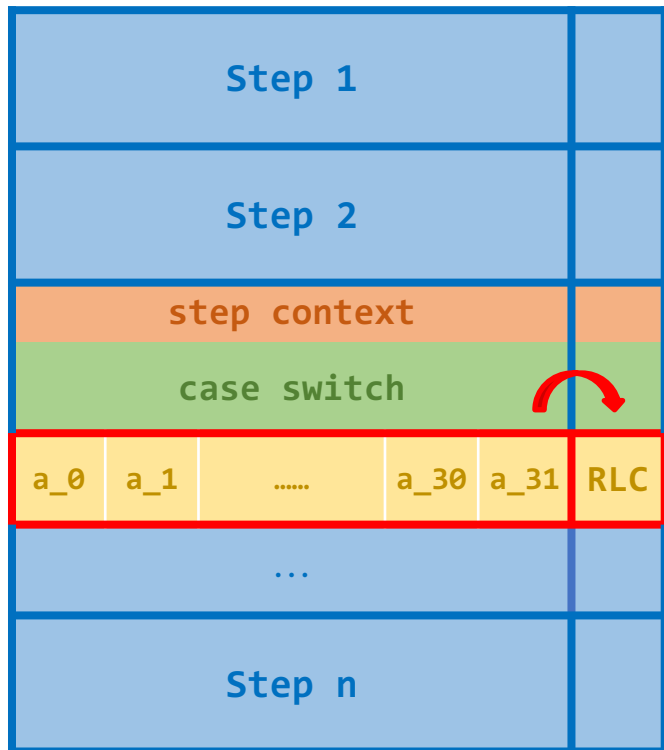 Step 1
Step 2
step context
case switch
a_0 a_1 …… a_30 a_31 RLC
...
Step n